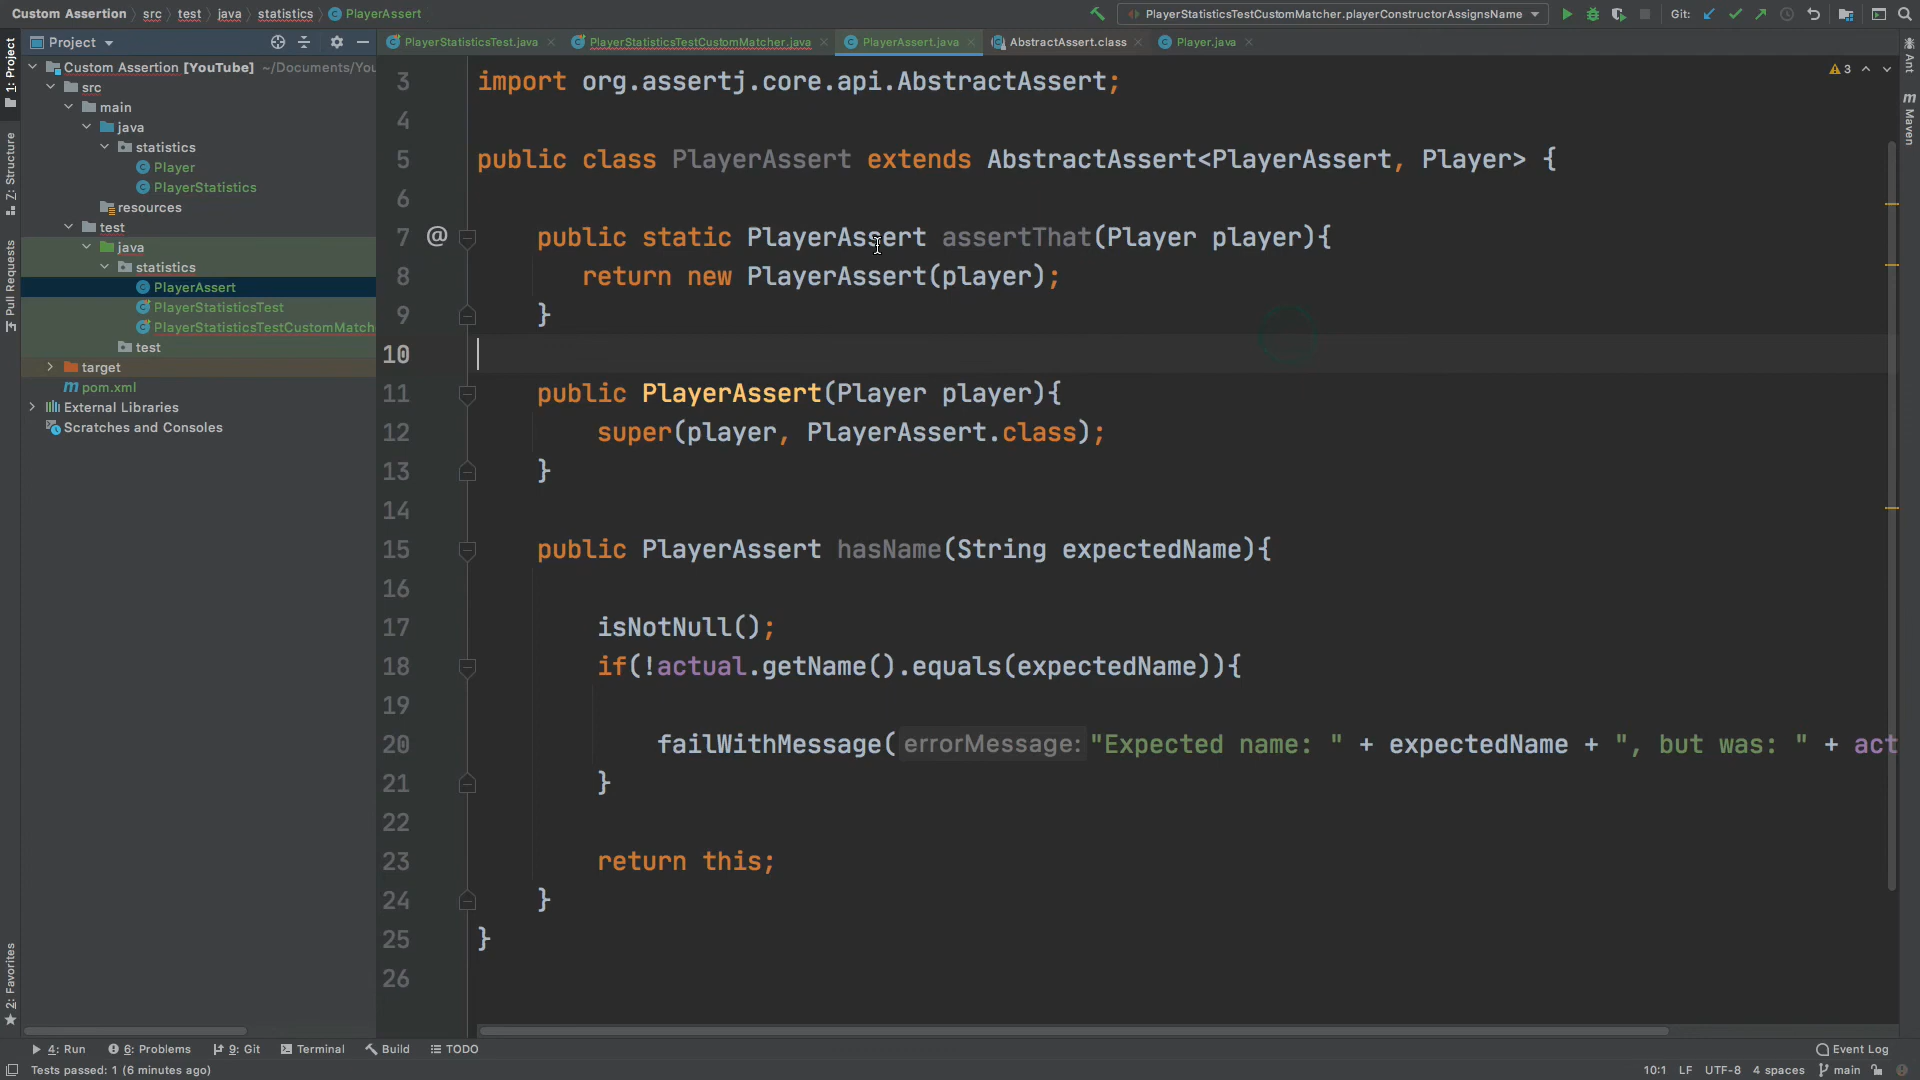 Custom Assertion src test java statistics PlayerAssert
PlayerStatisticsTestCustomMatcher.playerConstructorAssignsName Git:
Project
PlayerStatisticsTest.java PlayerStatisticsTestCustomMatcher.java PlayerAssert.java AbstractAssert.class Player.java
1: Project
7: Structure
Pull Requests
2: Favorites
Custom Assertion [YouTube] ~/Documents/You
src
main
java
statistics
Player
PlayerStatistics
resources
test
java
statistics
PlayerAssert
PlayerStatisticsTest
PlayerStatisticsTestCustomMatche
test
target
pom.xml
External Libraries
Scratches and Consoles
3 import org.assertj.core.api.AbstractAssert;
4
5 public class PlayerAssert extends AbstractAssert<PlayerAssert, Player> {
6
7 @ public static PlayerAssert assertThat(Player player){
8 return new PlayerAssert(player);
9 }
10
11 public PlayerAssert(Player player){
12 super(player, PlayerAssert.class);
13 }
14
15 public PlayerAssert hasName(String expectedName){
16
17 isNotNull();
18 if(!actual.getName().equals(expectedName)){
19
20 failWithMessage( errorMessage: "Expected name: " + expectedName + ", but was: " + act
21 }
22
23 return this;
24 }
25 }
26
3
Ant
Maven
4: Run 6: Problems 9: Git Terminal Build TODO Event Log
Tests passed: 1 (6 minutes ago) 10:1 LF UTF-8 4 spaces main